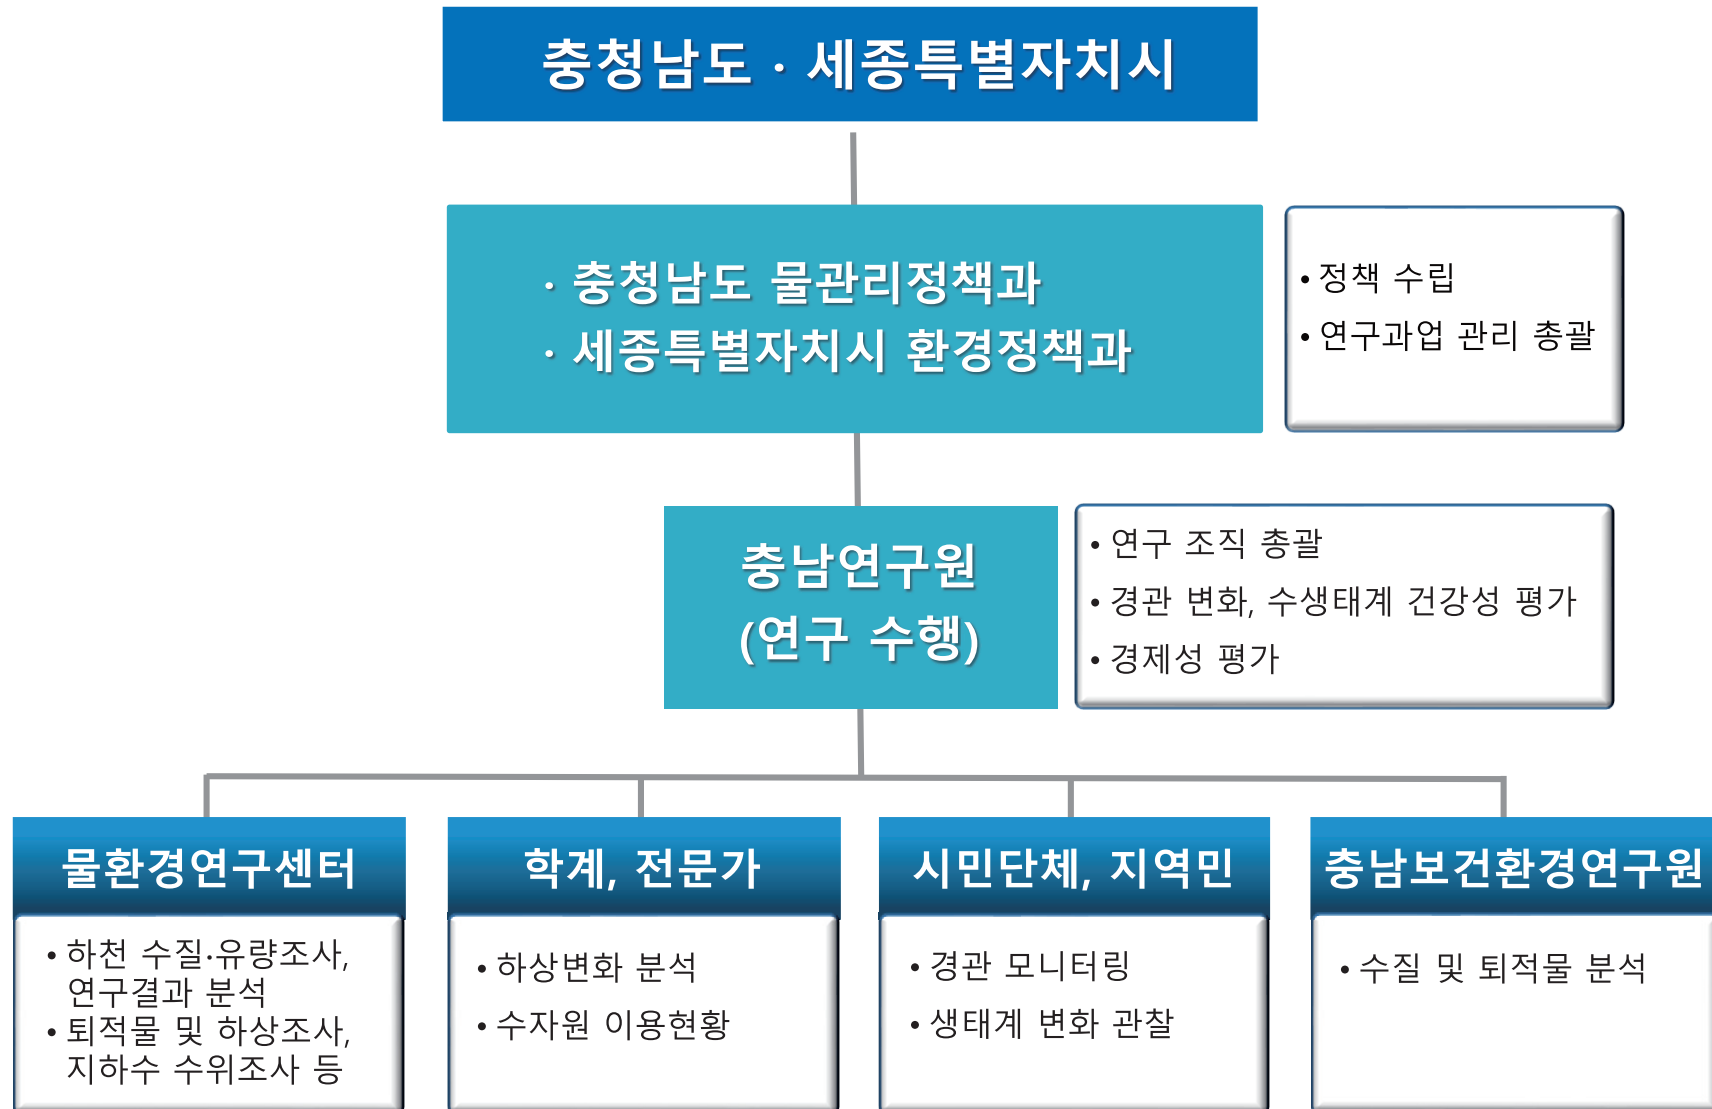 충청남도 · 세종특별자치시
· 충청남도 물관리정책과
· 세종특별자치시 환경정책과
• 정책 수립
• 연구과업 관리 총괄
충남연구원
(연구 수행)
• 연구 조직 총괄
• 경관 변화, 수생태계 건강성 평가
• 경제성 평가
물환경연구센터
• 하천 수질·유량조사,
연구결과 분석
• 퇴적물 및 하상조사,
지하수 수위조사 등
학계, 전문가
• 하상변화 분석
• 수자원 이용현황
시민단체, 지역민
• 경관 모니터링
• 생태계 변화 관찰
충남보건환경연구원
• 수질 및 퇴적물 분석